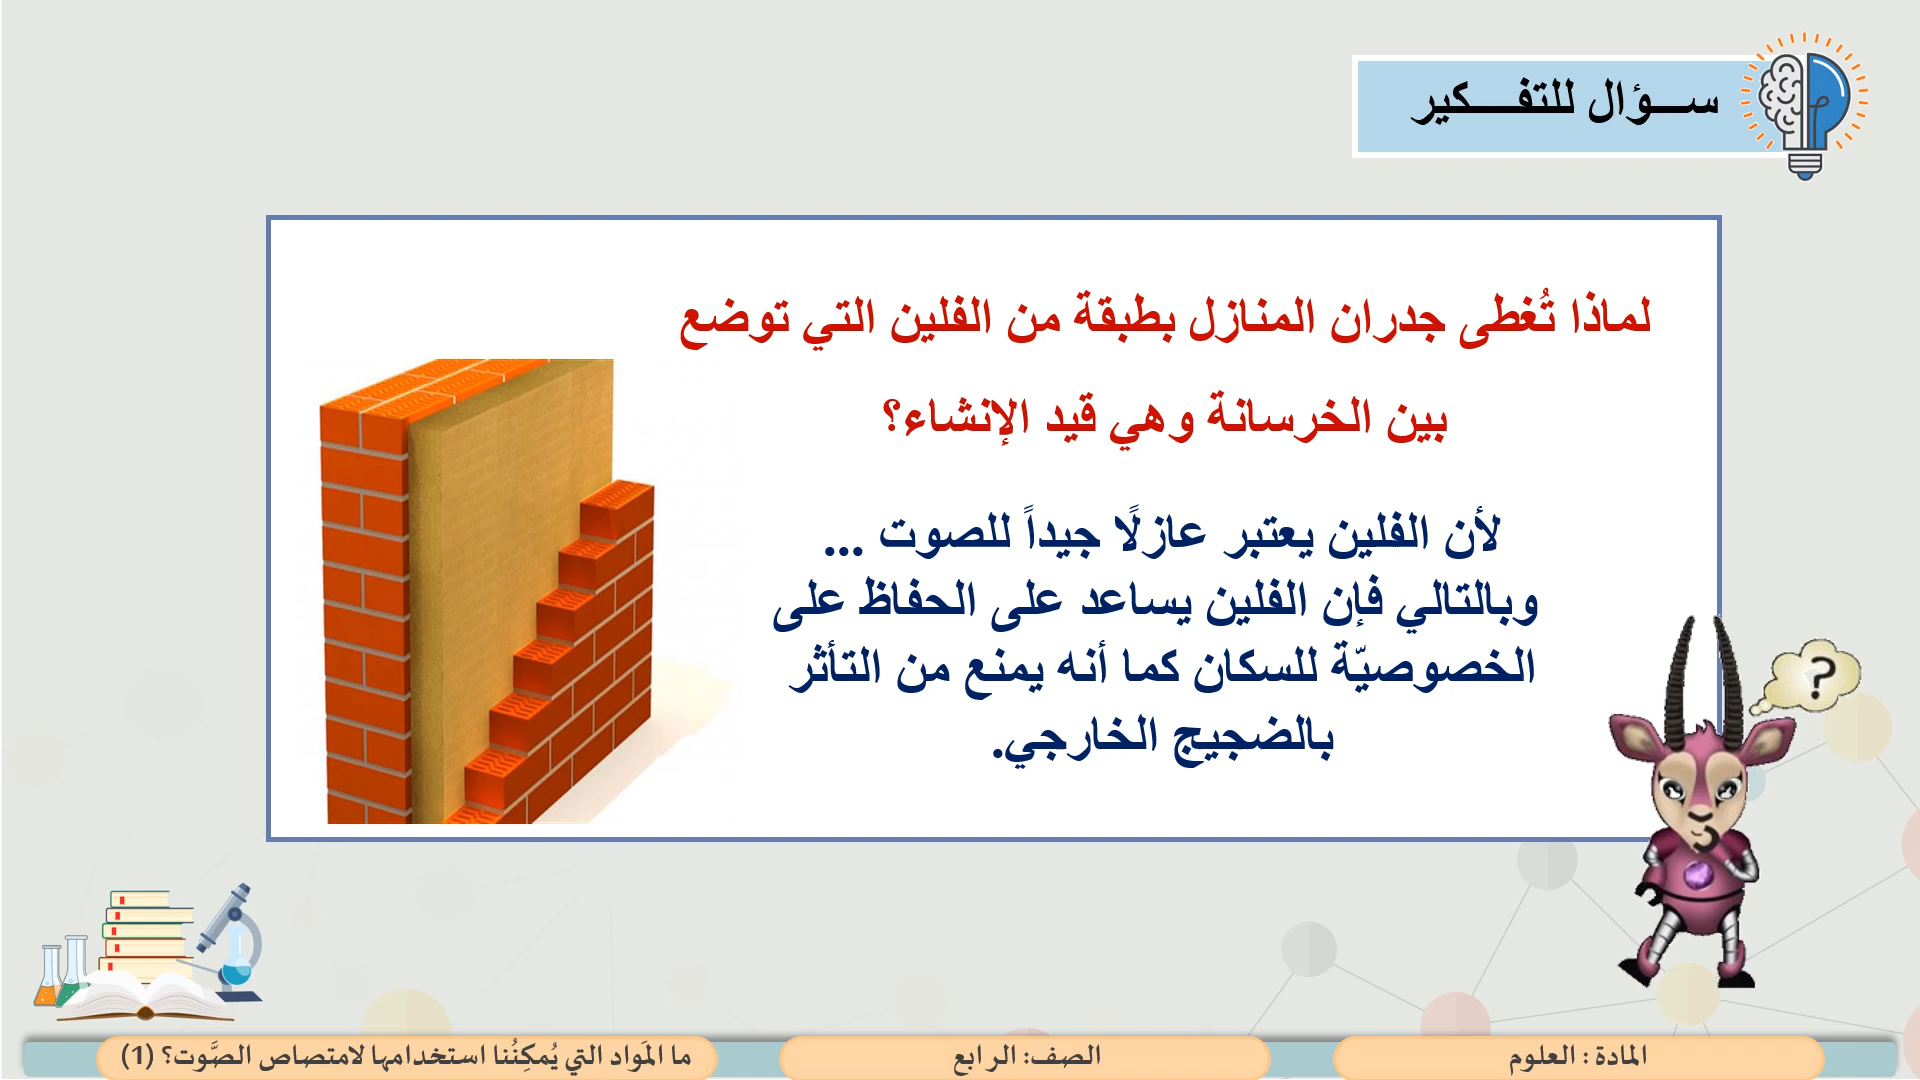 ســـؤال للتفــــكير
لماذا تُغطى جدران المنازل بطبقة من الفلين التي توضع
بين الخرسانة وهي قيد الإنشاء؟
لأن الفلين يعتبر عازلًا جيداً للصوت ...
وبالتالي فإن الفلين يساعد على الحفاظ على
الخصوصيّة للسكان كما أنه يمنع من التأثر
بالضجيج الخارجي.
?
المادة : العلوم
الصف: الرابع
ما المَواد التي يُمكِنُنا استخدامها لامتصاص الصَّوت؟ (1)